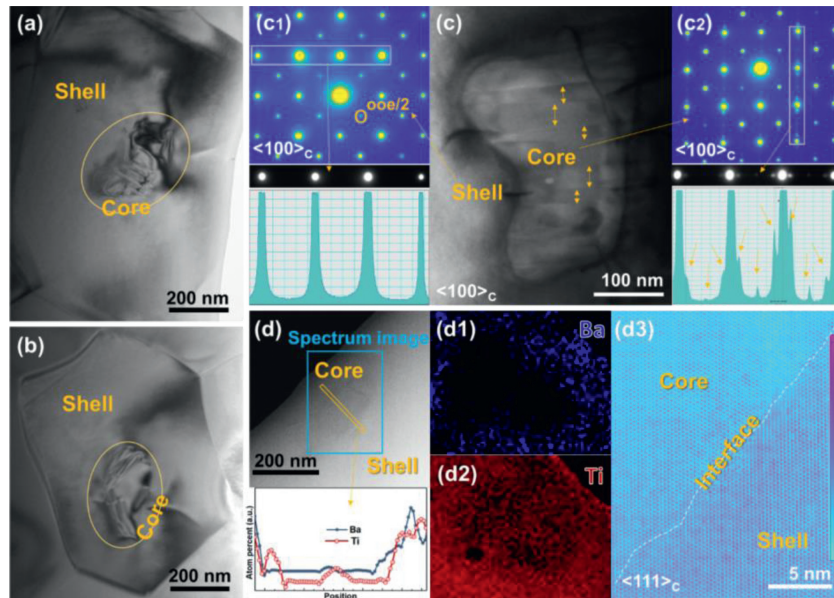 (a)
Shell
Core
200 nm
(b)
Shell
Core
200 nm
(c1)
O
ooe/2
<100>C
(c)
Core
Shell
<100>C
100 nm
(c2)
<100>C
(d)
Spectrum image
Core
Shell
200 nm
Atom percent (a.u.)
Ba
Ti
Position
(d1)
Ba
(d2)
Ti
(d3)
Core
Interface
Shell
<111>C
5 nm